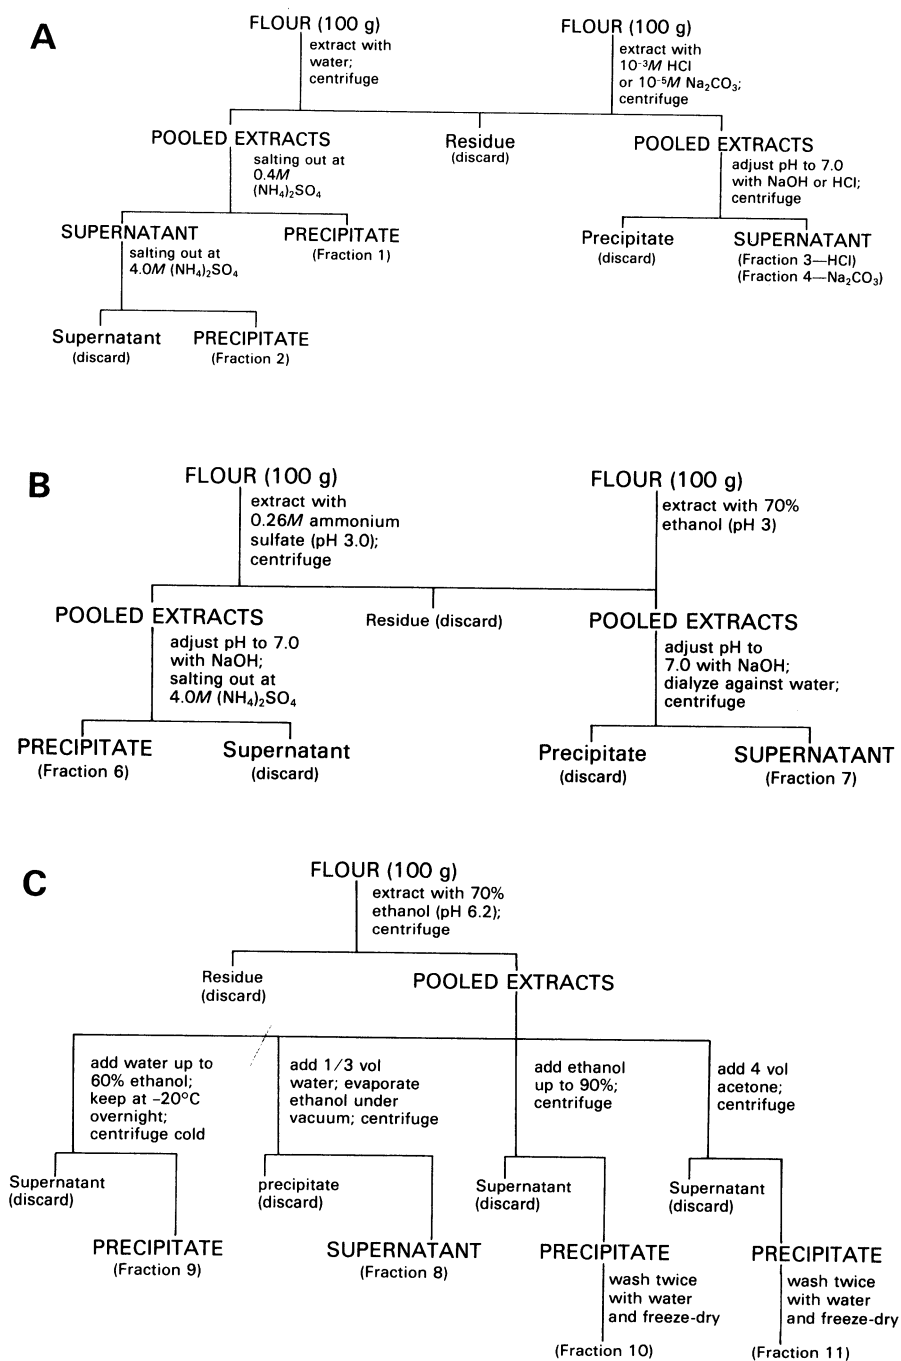 A
FLOUR (100 g)
extract with
water;
centrifuge
FLOUR (100 g)
extract with
10⁻³M HCl
or 10⁻⁵M Na₂CO₃;
centrifuge
POOLED EXTRACTS
salting out at
0.4M
(NH₄)₂SO₄
Residue
(discard)
POOLED EXTRACTS
adjust pH to 7.0
with NaOH or HCl;
centrifuge
SUPERNATANT
salting out at
4.0M (NH₄)₂SO₄
PRECIPITATE
(Fraction 1)
Precipitate
(discard)
SUPERNATANT
(Fraction 3—HCl)
(Fraction 4—Na₂CO₃)
Supernatant
(discard)
PRECIPITATE
(Fraction 2)
B
FLOUR (100 g)
extract with
0.26M ammonium
sulfate (pH 3.0);
centrifuge
FLOUR (100 g)
extract with 70%
ethanol (pH 3)
POOLED EXTRACTS
adjust pH to 7.0
with NaOH;
salting out at
4.0M (NH₄)₂SO₄
Residue (discard)
POOLED EXTRACTS
adjust pH to
7.0 with NaOH;
dialyze against water;
centrifuge
PRECIPITATE
(Fraction 6)
Supernatant
(discard)
Precipitate
(discard)
SUPERNATANT
(Fraction 7)
C
FLOUR (100 g)
extract with 70%
ethanol (pH 6.2);
centrifuge
Residue
(discard)
POOLED EXTRACTS
add water up to
60% ethanol;
keep at –20°C
overnight;
centrifuge cold
add 1/3 vol
water; evaporate
ethanol under
vacuum; centrifuge
add ethanol
up to 90%;
centrifuge
add 4 vol
acetone;
centrifuge
Supernatant
(discard)
PRECIPITATE
(Fraction 9)
precipitate
(discard)
SUPERNATANT
(Fraction 8)
Supernatant
(discard)
PRECIPITATE
wash twice
with water
and freeze-dry
(Fraction 10)
Supernatant
(discard)
PRECIPITATE
wash twice
with water
and freeze-dry
(Fraction 11)